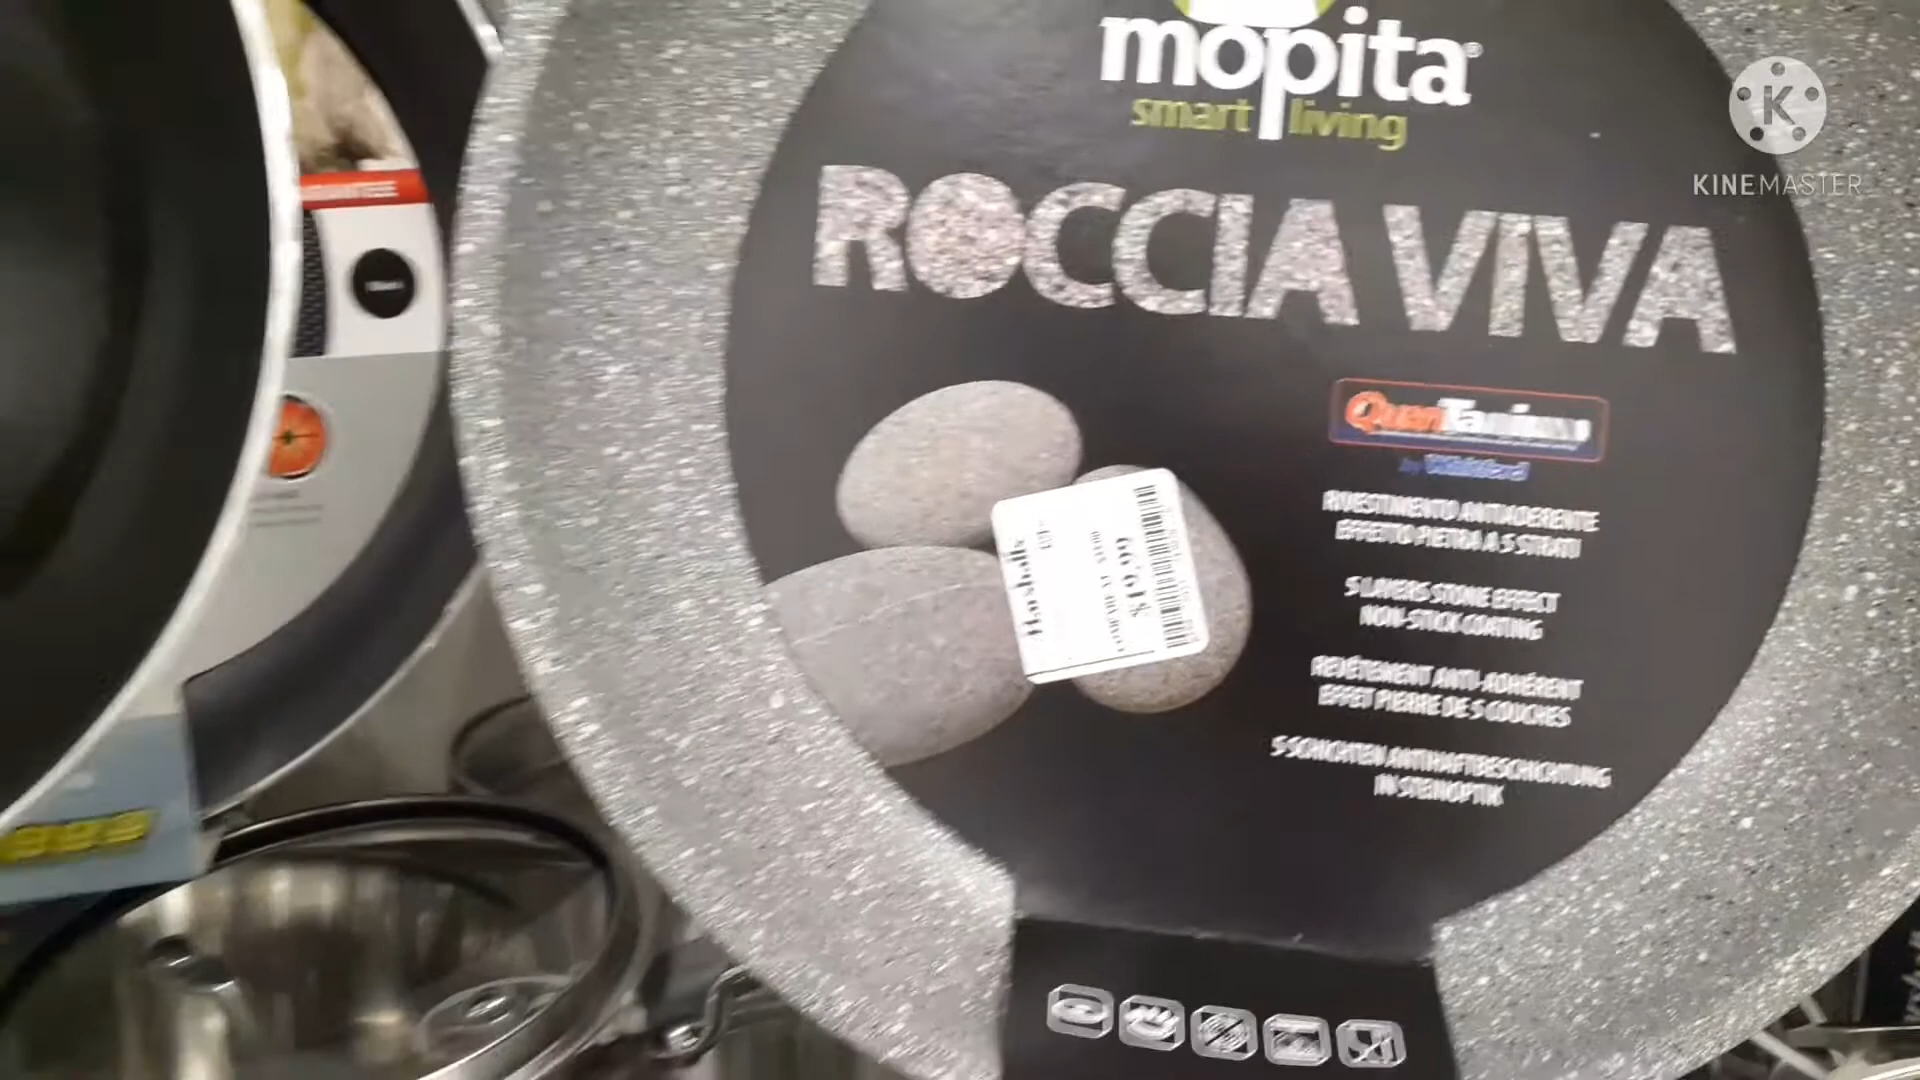 mopita
smart living
ROCCIA VIVA
QuanTanium
RIVESTIMENTO ANTIADERENTE
EFFETTO PIETRA A 5 STRATI
5 LAYERS STONE EFFECT
NON-STICK COATING
REVÊTEMENT ANTI-ADHÉRENT
EFFET PIERRE DE 5 COUCHES
5 SCHICHTEN ANTIHAFTBESCHICHTUNG
IN STEINOPTIK
Marshalls
$19.99
K
KINEMASTER